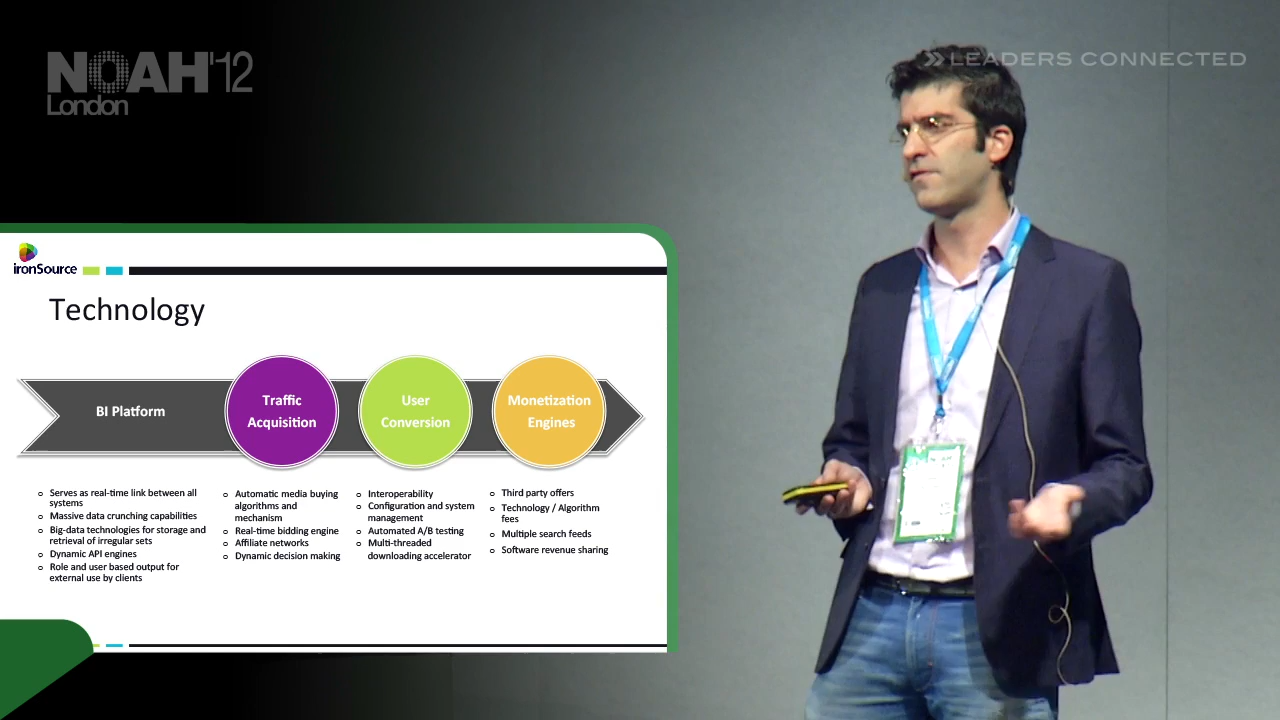 NOAH'12
London
LEADERS CONNECTED
ironSource
Technology
BI Platform
Traffic
Acquisition
User
Conversion
Monetization
Engines
o Serves as real-time link between all
systems
o Massive data crunching capabilities
o Big-data technologies for storage and
retrieval of irregular sets
o Dynamic API engines
o Role and user based output for
external use by clients
o Automatic media buying
algorithms and
mechanism
o Real-time bidding engine
o Affiliate networks
o Dynamic decision making
o Interoperability
o Configuration and system
management
o Automated A/B testing
o Multi-threaded
downloading accelerator
o Third party offers
o Technology / Algorithm
fees
o Multiple search feeds
o Software revenue sharing